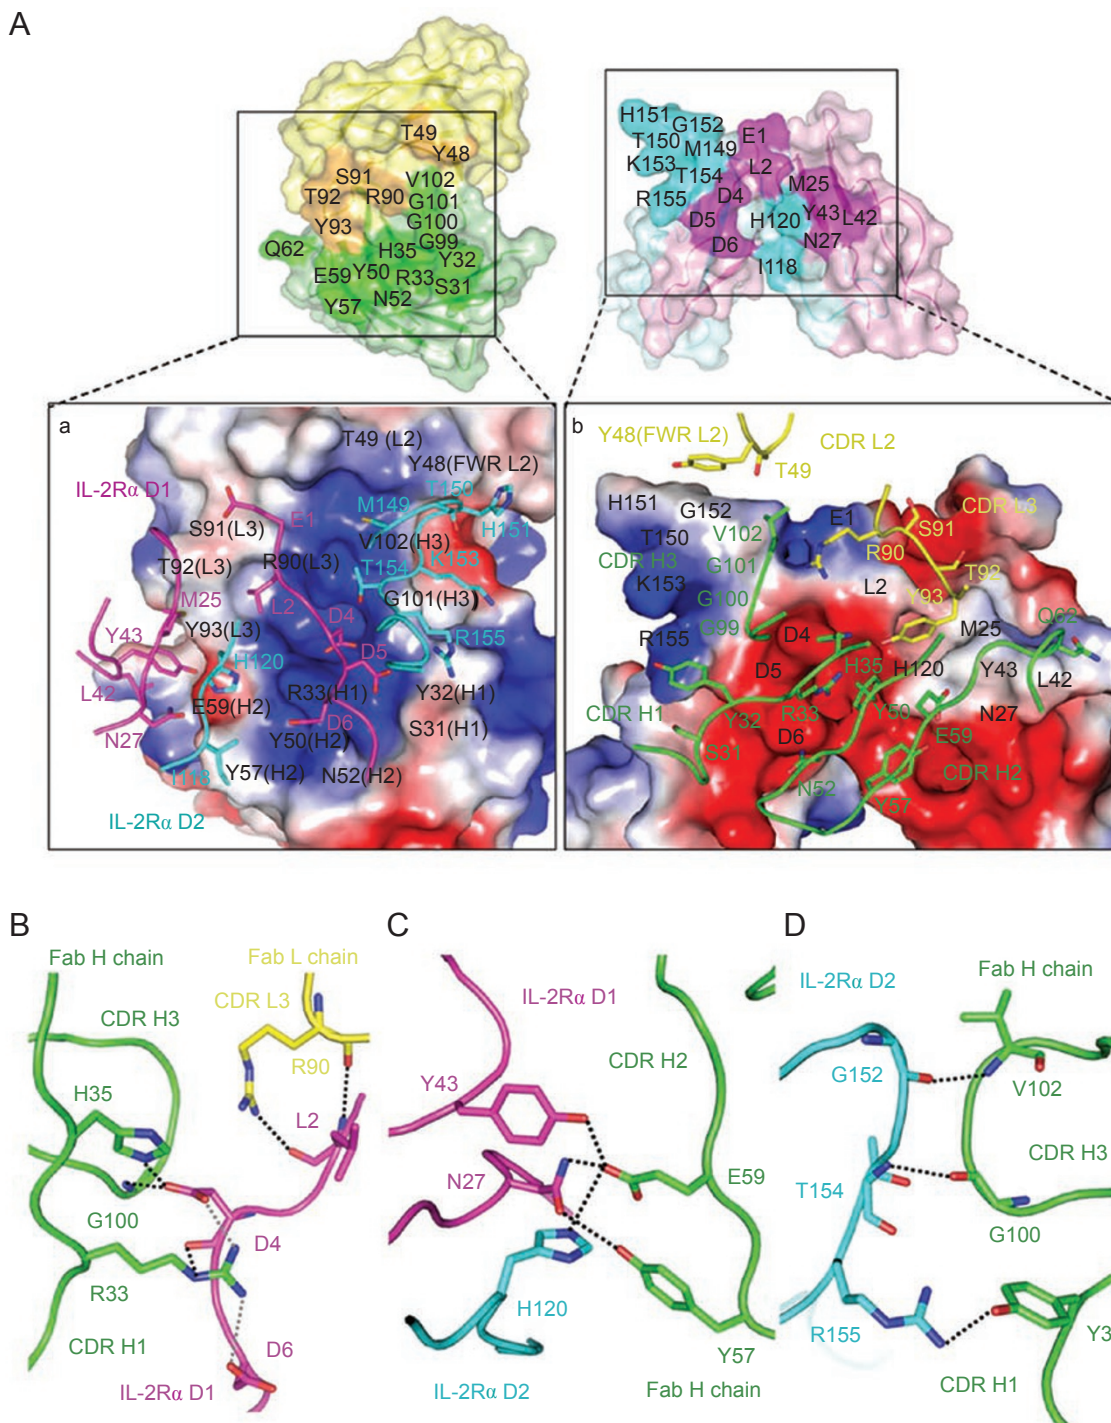 A
T49
Y48
S91
V102
T92
R90
G101
G100
Y93
G99
Q62
H35
Y32
E59
Y50
R33
S31
N52
Y57
H151
G152
E1
T150
M149
L2
K153
T154
M25
R155
D4
D5
H120
Y43
L42
D6
N27
I118
a
T49 (L2)
Y48(FWR L2)
IL-2Rα D1
M149
T150
H151
E1
S91(L3)
V102(H3)
T92(L3)
R90(L3)
K153
T154
L2
G101(H3)
M25
D4
Y43
Y93(L3)
R155
H120
D5
L42
E59(H2)
R33(H1)
Y32(H1)
D6
S31(H1)
N27
Y50(H2)
I118
Y57(H2)
N52(H2)
IL-2Rα D2
b
Y48(FWR L2)
CDR L2
T49
H151
G152
E1
CDR L3
V102
S91
T150
R90
CDR H3
G101
T92
K153
L2
Y93
G100
Q62
R155
G99
D4
M25
D5
H35
H120
Y43
L42
CDR H1
Y32
R33
Y50
N27
S31
D6
E59
N52
CDR H2
Y57
B
Fab H chain
Fab L chain
CDR L3
CDR H3
R90
H35
L2
G100
D4
R33
CDR H1
D6
IL-2Rα D1
C
IL-2Rα D1
CDR H2
Y43
N27
E59
H120
Y57
IL-2Rα D2
Fab H chain
D
Fab H chain
IL-2Rα D2
G152
V102
CDR H3
T154
G100
R155
Y3
CDR H1